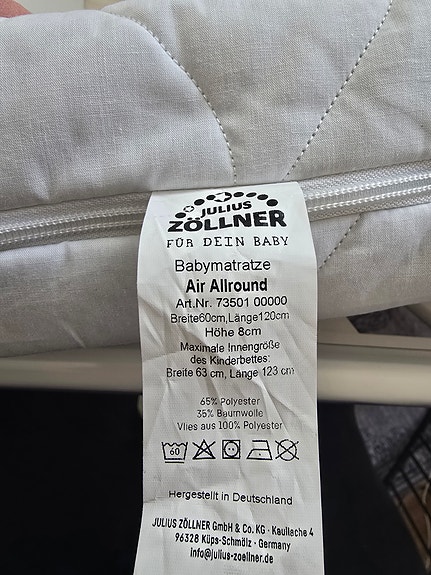 JULIUS
ZÖLLNER
FÜR DEIN BABY
Babymatratze
Air Allround
Art.Nr. 73501 00000
Breite60cm,Länge120cm
Höhe 8cm
Maximale Innengröße
des Kinderbettes:
Breite 63 cm, Länge 123 cm
65% Polyester
35% Baumwolle
Vlies aus 100% Polyester
60
Hergestellt in Deutschland
JULIUS ZÖLLNER GmbH & Co. KG · Kaullache 4
96328 Küps-Schmölz · Germany
info@julius-zoellner.de